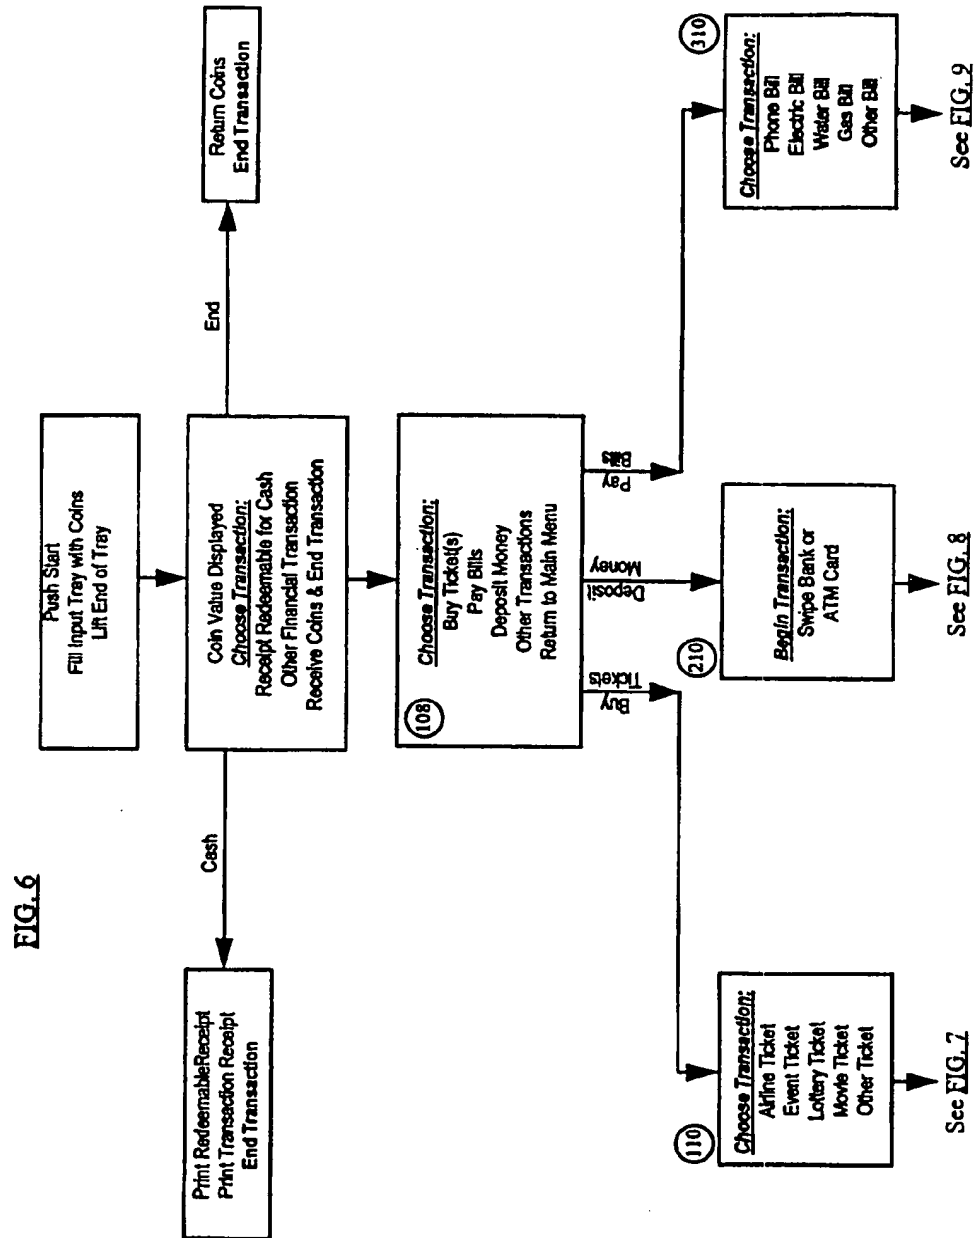 FIG. 6
Push Start
Fill Input Tray with Coins
Lift End of Tray
Cash
End
Print Redeemable Receipt
Print Transaction Receipt
End Transaction
Coin Value Displayed
Choose Transaction:
Receipt Redeemable for Cash
Other Financial Transaction
Receive Coins & End Transaction
Return Coins
End Transaction
108
Choose Transaction:
Buy Ticket(s)
Pay Bills
Deposit Money
Other Transactions
Return to Main Menu
Buy
Tickets
Deposit
Money
Pay
Bills
110
Choose Transaction:
Airline Ticket
Event Ticket
Lottery Ticket
Movie Ticket
Other Ticket
See FIG. 7
210
Begin Transaction:
Swipe Bank or
ATM Card
See FIG. 8
310
Choose Transaction:
Phone Bill
Electric Bill
Water Bill
Gas Bill
Other Bill
See FIG. 9